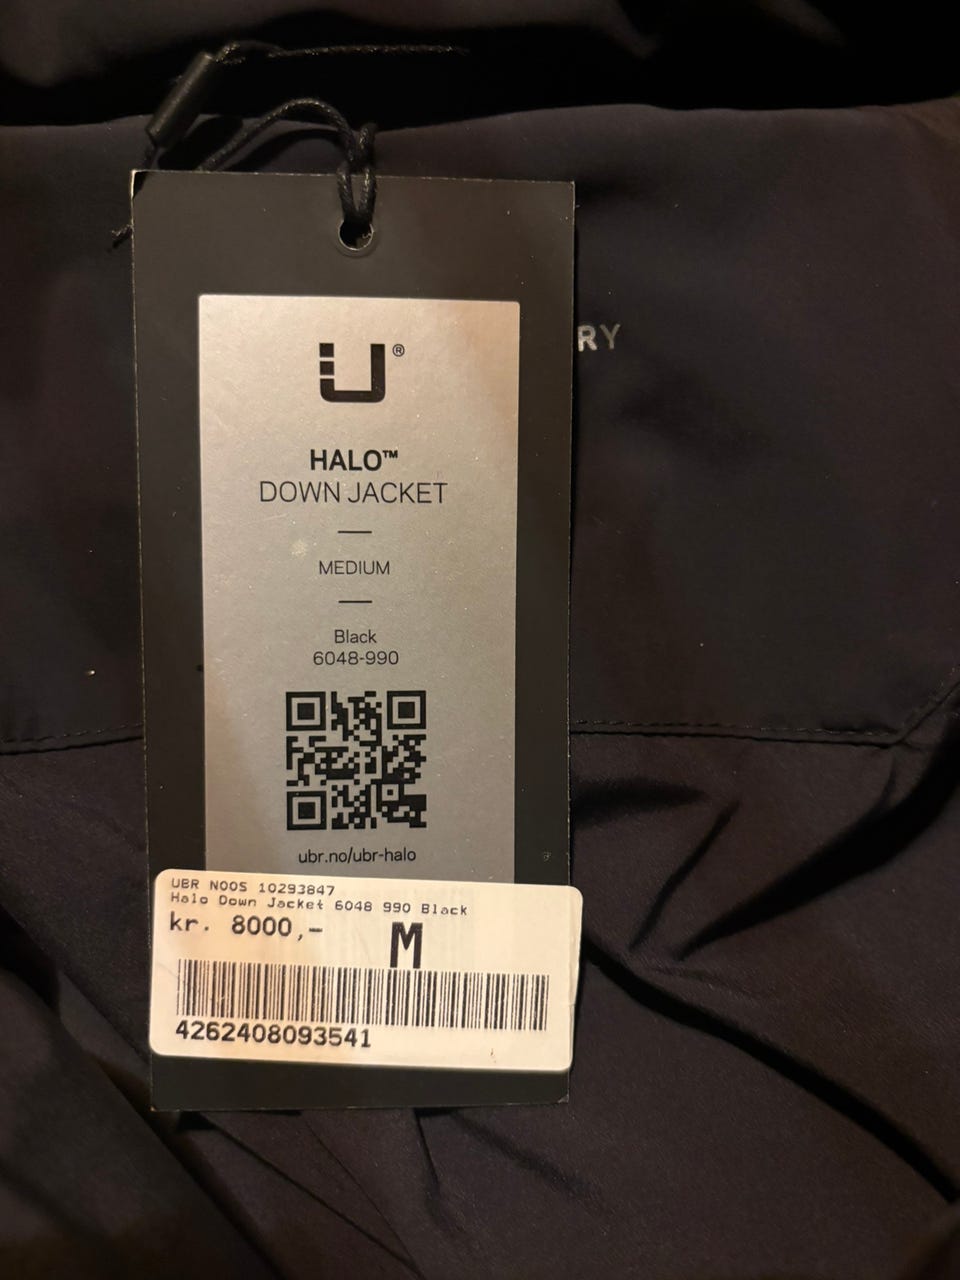 U®
HALO™
DOWN JACKET
MEDIUM
Black
6048-990
ubr.no/ubr-halo
UBR NOOS 10293847
Halo Down Jacket 6048 990 Black
kr. 8000,-
M
4262408093541
RY